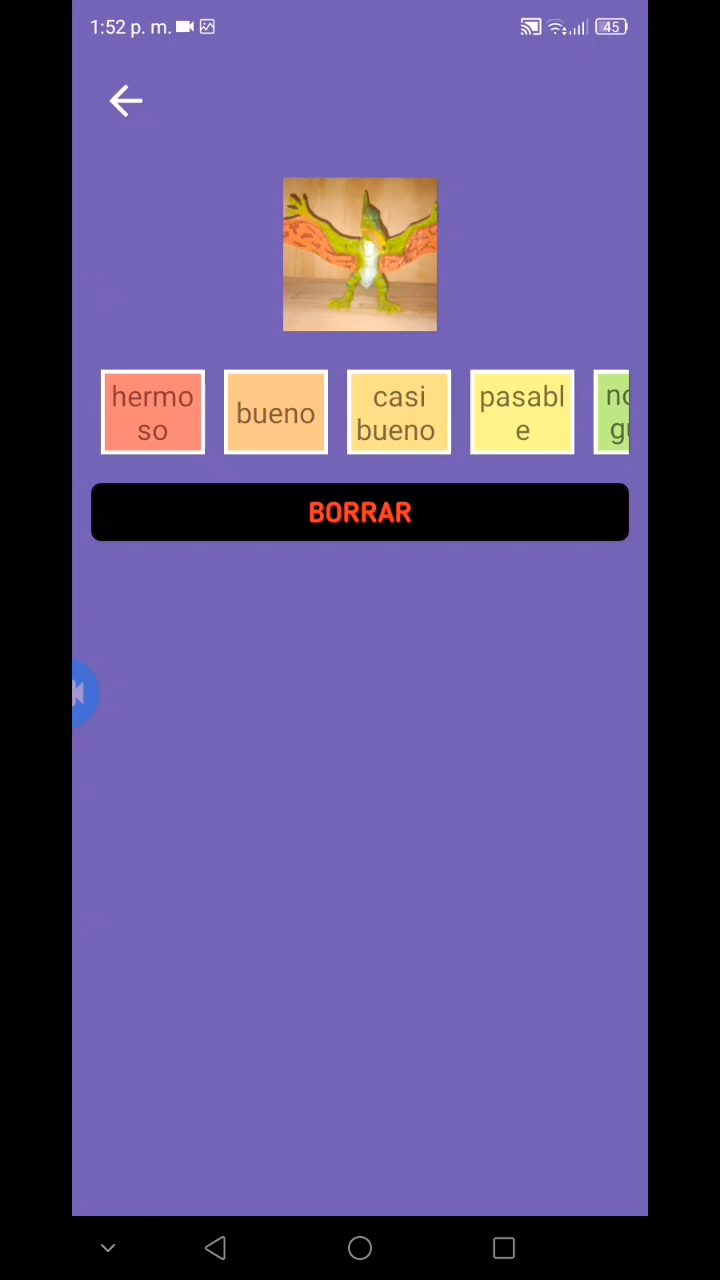 1:52 p. m.
45
hermo
so
bueno
casi
bueno
pasabl
e
BORRAR